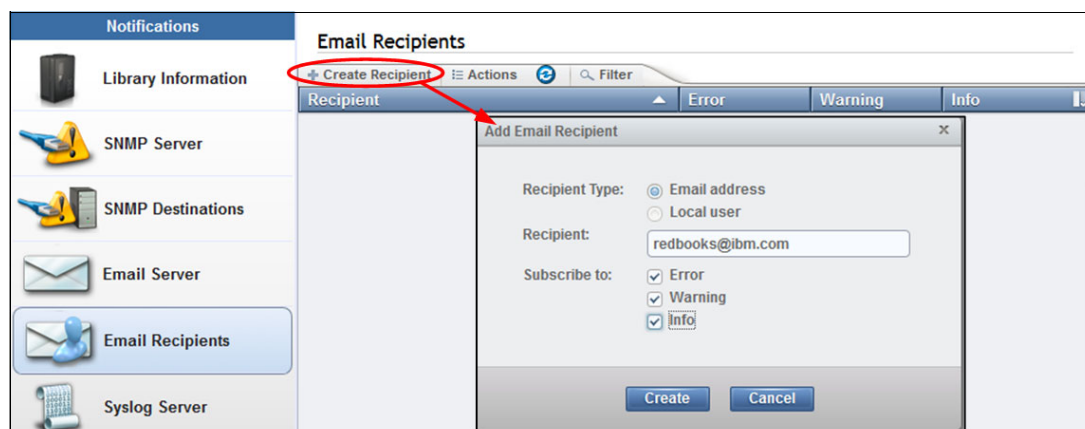 Notifications
Library Information
SNMP Server
SNMP Destinations
Email Server
Email Recipients
Syslog Server
Email Recipients
Create Recipient Actions Filter
Recipient Error Warning Info
Add Email Recipient x
Recipient Type: Email address
Local user
Recipient: redbooks@ibm.com
Subscribe to: Error
Warning
Info
Create Cancel